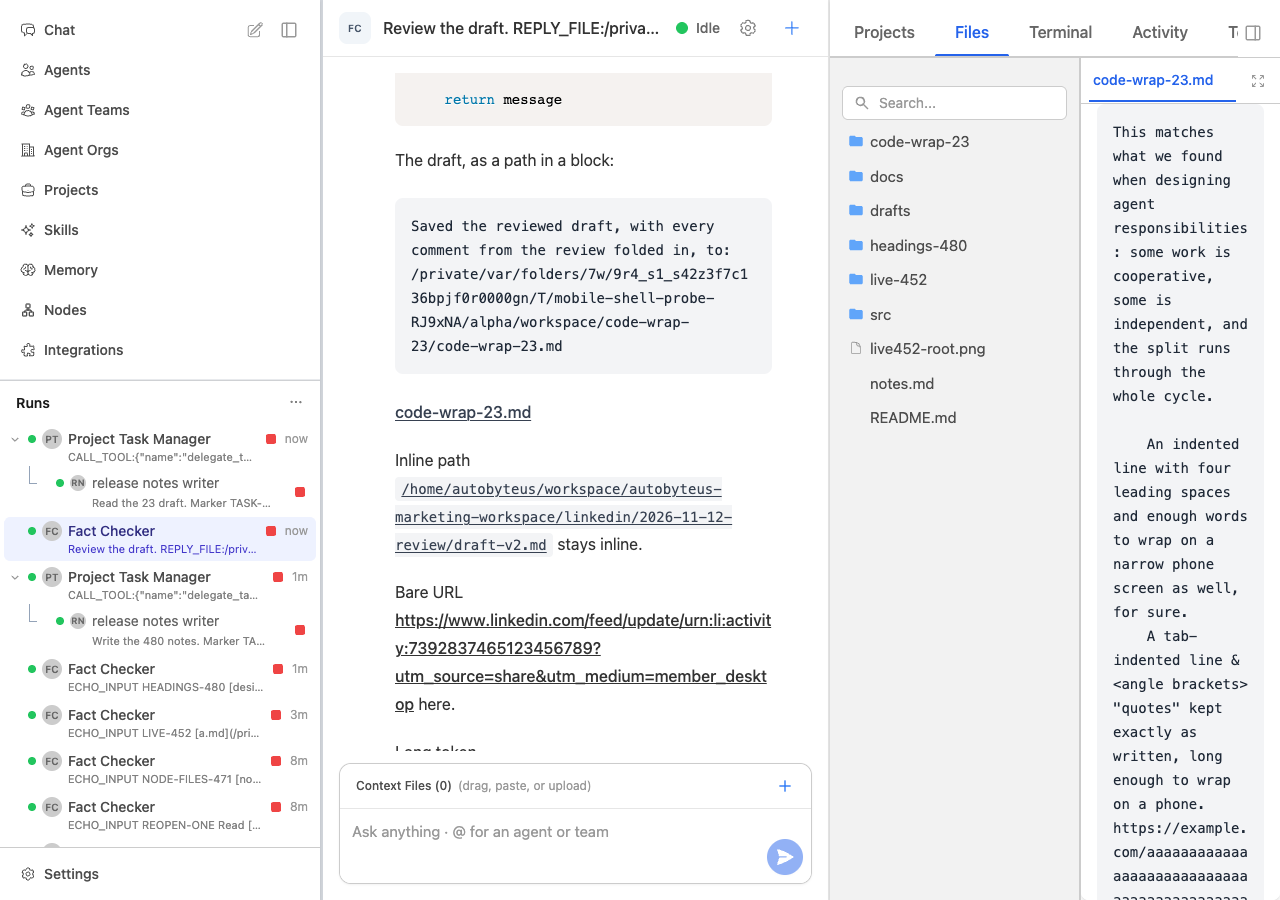 Chat
Agents
Agent Teams
Agent Orgs
Projects
Skills
Memory
Nodes
Integrations
Runs
...
PT Project Task Manager now
CALL_TOOL:{"name":"delegate_t...
RN release notes writer
Read the 23 draft. Marker TASK-...
FC Fact Checker now
Review the draft. REPLY_FILE:/priv...
PT Project Task Manager 1m
CALL_TOOL:{"name":"delegate_ta...
RN release notes writer
Write the 480 notes. Marker TA...
FC Fact Checker 1m
ECHO_INPUT HEADINGS-480 [desi...
FC Fact Checker 3m
ECHO_INPUT LIVE-452 [a.md](/pri...
FC Fact Checker 8m
ECHO_INPUT NODE-FILES-471 [no...
FC Fact Checker 8m
ECHO_INPUT REOPEN-ONE Read [...
Settings
FC Review the draft. REPLY_FILE:/priva... Idle
return message
The draft, as a path in a block:
Saved the reviewed draft, with every
comment from the review folded in, to:
/private/var/folders/7w/9r4_s1_s42z3f7c1
36bpjf0r0000gn/T/mobile-shell-probe-
RJ9xNA/alpha/workspace/code-wrap-
23/code-wrap-23.md
code-wrap-23.md
Inline path
/home/autobyteus/workspace/autobyteus-
marketing-workspace/linkedin/2026-11-12-
review/draft-v2.md stays inline.
Bare URL
https://www.linkedin.com/feed/update/urn:li:activit
y:7392837465123456789?
utm_source=share&utm_medium=member_deskt
op here.
Long token
Context Files (0) (drag, paste, or upload)
Ask anything · @ for an agent or team
Projects Files Terminal Activity
Search...
code-wrap-23
docs
drafts
headings-480
live-452
src
live452-root.png
notes.md
README.md
code-wrap-23.md
This matches
what we found
when designing
agent
responsibilities
: some work is
cooperative,
some is
independent, and
the split runs
through the
whole cycle.
An indented
line with four
leading spaces
and enough words
to wrap on a
narrow phone
screen as well,
for sure.
A tab-
indented line &
<angle brackets>
"quotes" kept
exactly as
written, long
enough to wrap
on a phone.
https://example.
com/aaaaaaaaaaaa
aaaaaaaaaaaaaaaa